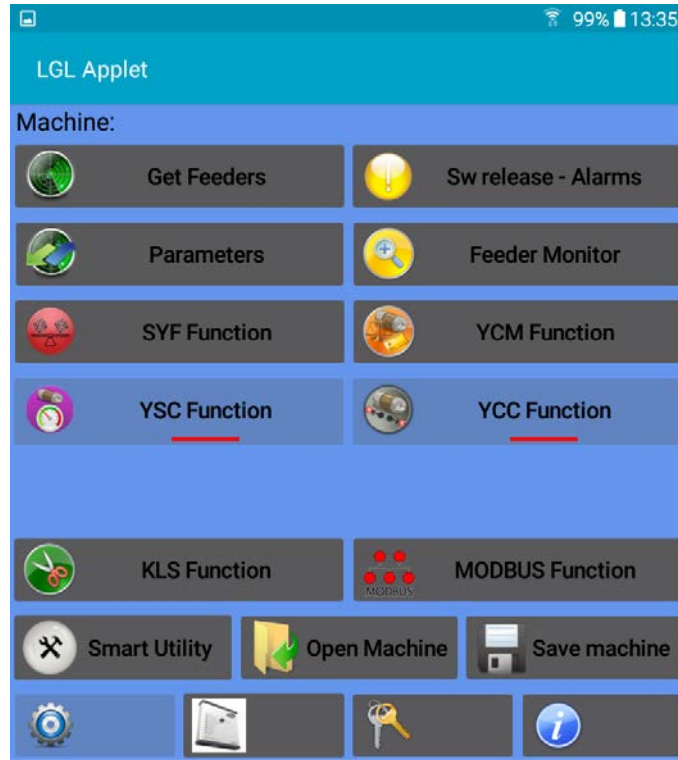 99% 13:35
LGL Applet
Machine:
Get Feeders
Sw release - Alarms
Parameters
Feeder Monitor
SYF Function
YCM Function
YSC Function
YCC Function
KLS Function
MODBUS
MODBUS Function
Smart Utility
Open Machine
Save machine